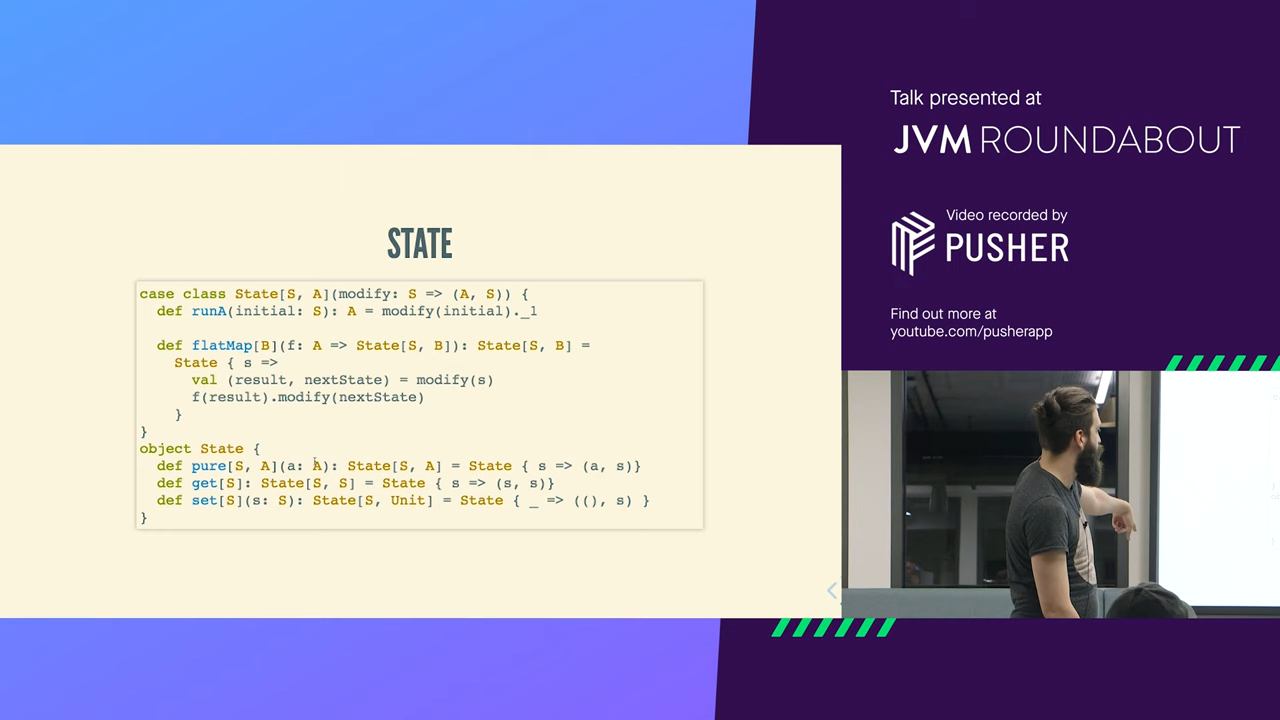 Talk presented at
JVM ROUNDABOUT
Video recorded by
PUSHER
Find out more at
youtube.com/pusherapp
STATE
case class State[S, A](modify: S => (A, S)) {
  def runA(initial: S): A = modify(initial)._1
  def flatMap[B](f: A => State[S, B]): State[S, B] =
    State { s =>
      val (result, nextState) = modify(s)
      f(result).modify(nextState)
    }
}
object State {
  def pure[S, A](a: A): State[S, A] = State { s => (a, s)}
  def get[S]: State[S, S] = State { s => (s, s)}
  def set[S](s: S): State[S, Unit] = State { _ => ((), s) }
}